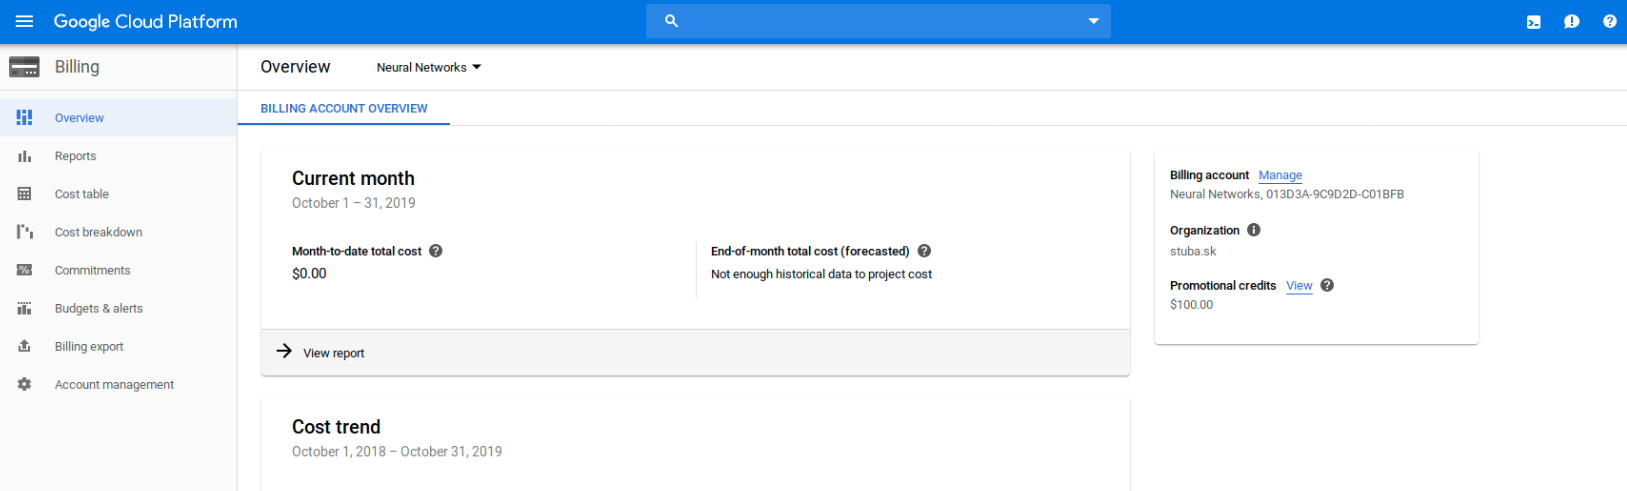 Google Cloud Platform
Billing
Overview
Reports
Cost table
Cost breakdown
Commitments
Budgets & alerts
Billing export
Account management
Overview Neural Networks
BILLING ACCOUNT OVERVIEW
Current month
October 1 – 31, 2019
Month-to-date total cost
$0.00
End-of-month total cost (forecasted)
Not enough historical data to project cost
View report
Cost trend
October 1, 2018 – October 31, 2019
Billing account Manage
Neural Networks, 013D3A-9C9D2D-C01BFB
Organization
stuba.sk
Promotional credits View
$100.00